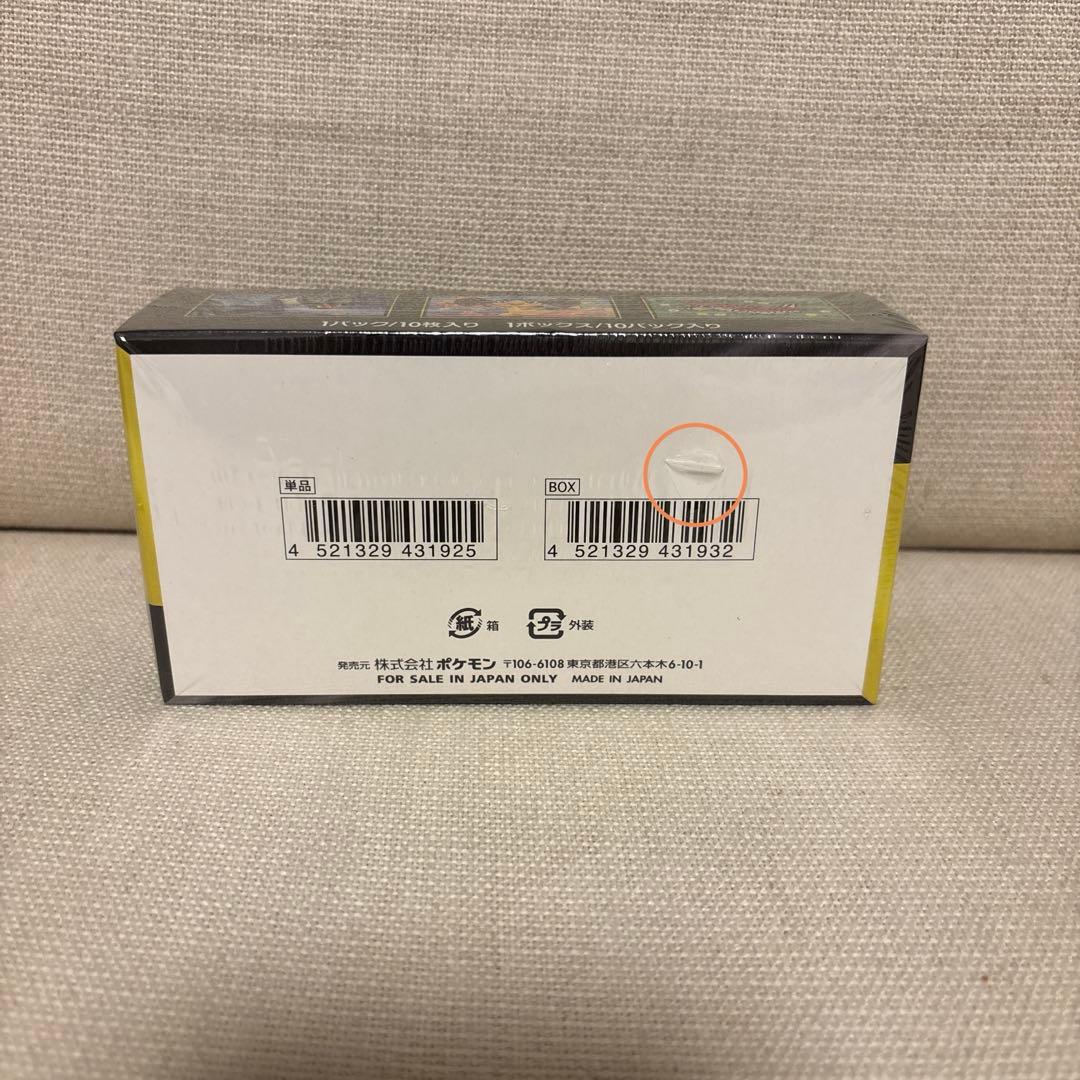 1パック/10枚入り 1ボックス/10パック入り
単品 BOX
4 521329 431925 4 521329 431932
紙 箱 プラ 外装
発売元 株式会社ポケモン 〒106-6108 東京都港区六本木6-10-1
FOR SALE IN JAPAN ONLY MADE IN JAPAN